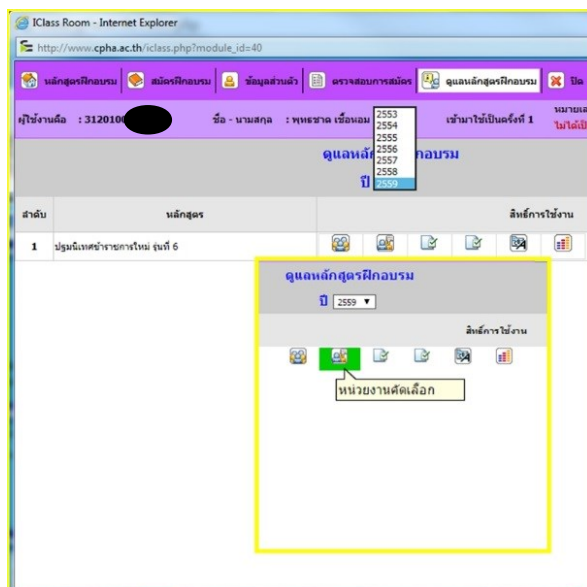 IClass Room - Internet Explorer
http://www.cpha.ac.th/iclass.php?module_id=40
หลักสูตรฝึกอบรม สมัครฝึกอบรม ข้อมูลส่วนตัว ตรวจสอบการสมัคร ดูแลหลักสูตรฝึกอบรม ปิด
ผู้ใช้งานคือ : 3120100 ชื่อ - นามสกุล : พุทธชาด เชื้อหอม เข้ามาใช้เป็นครั้งที่ 1
2553
2554
2555
2556
2557
2558
2559
ดูแลหลั กอบรม
ปี
ลำดับ หลักสูตร สิทธิ์การใช้งาน
1 ปฐมนิเทศข้าราชการใหม่ รุ่นที่ 6
ดูแลหลักสูตรฝึกอบรม
ปี 2559
สิทธิ์การใช้งาน
หน่วยงานคัดเลือก